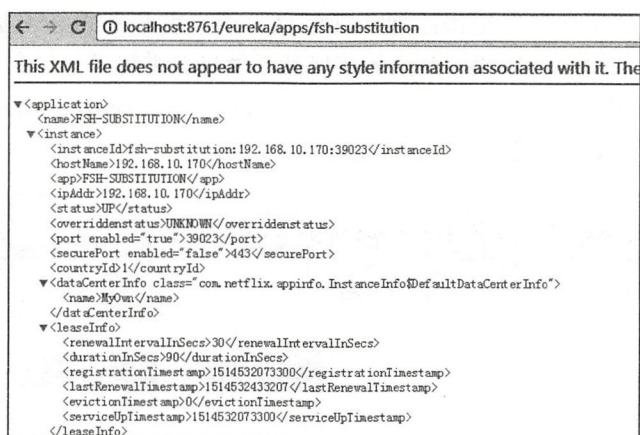 localhost:8761/eureka/apps/fsh-substitution
This XML file does not appear to have any style information associated with it. The
▼<application>
<name>FSH-SUBSTITUTION</name>
▼<instance>
<instanceId>fsh-substitution:192.168.10.170:39023</instanceId>
<hostName>192.168.10.170</hostName>
<app>FSH-SUBSTITUTION</app>
<ipAddr>192.168.10.170</ipAddr>
<status>UP</status>
<overriddenstatus>UNKNOWN</overriddenstatus>
<port enabled="true">39023</port>
<securePort enabled="false">443</securePort>
<countryId>1</countryId>
▼<dataCenterInfo class="com.netflix.appinfo.InstanceInfo$DefaultDataCenterInfo">
<name>MyOwn</name>
</dataCenterInfo>
▼<leaseInfo>
<renewalIntervalInSecs>30</renewalIntervalInSecs>
<durationInSecs>90</durationInSecs>
<registrationTimestamp>1514532073300</registrationTimestamp>
<lastRenewalTimestamp>1514532433207</lastRenewalTimestamp>
<evictionTimestamp>0</evictionTimestamp>
<serviceUpTimestamp>1514532073300</serviceUpTimestamp>
</leaseInfo>